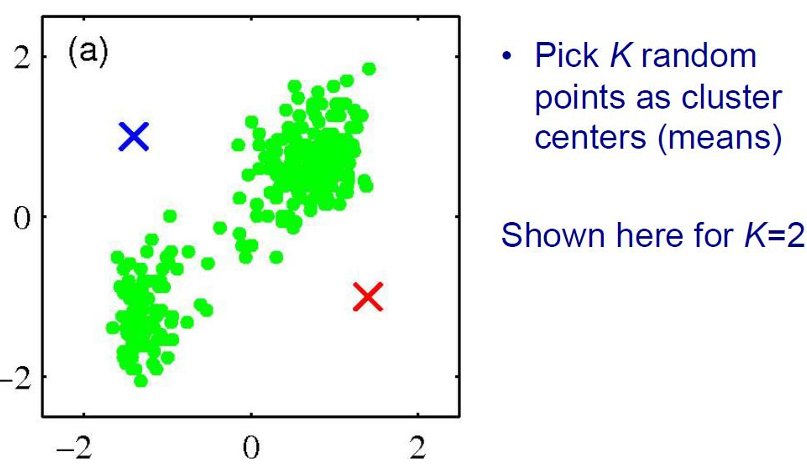 (a)
2
0
−2
−2 0 2
• Pick K random
points as cluster
centers (means)
Shown here for K=2